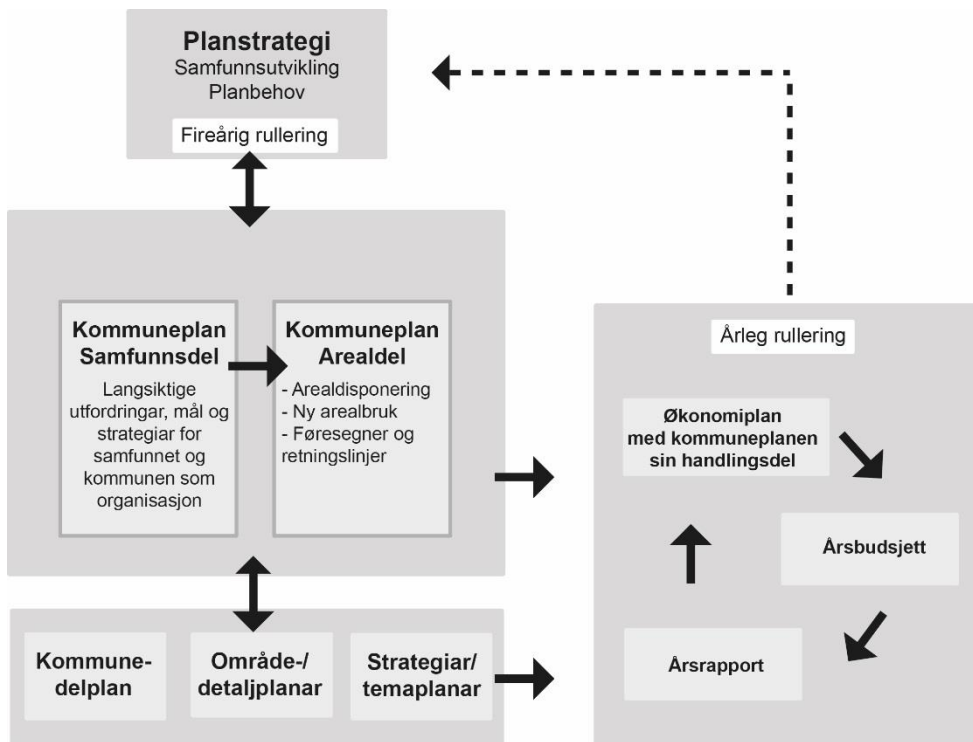 Planstrategi
Samfunnsutvikling
Planbehov
Fireårig rullering
Kommuneplan
Samfunnsdel
Langsiktige
utfordringar, mål og
strategiar for
samfunnet og
kommunen som
organisasjon
Kommuneplan
Arealdel
- Arealdisponering
- Ny arealbruk
- Føresegner og
retningslinjer
Kommune-
delplan
Område-/
detaljplanar
Strategiar/
temaplanar
Årleg rullering
Økonomiplan
med kommuneplanen
sin handlingsdel
Årsbudsjett
Årsrapport